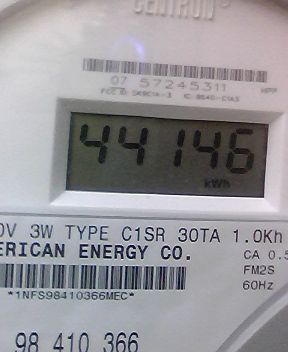 CENTRON
07 57245311
44146
kWh
0V 3W TYPE C1SR 30TA 1.0Kh
ERICAN ENERGY CO.
CA 0.5
FM2S
*1NFS98410366MEC*
60Hz
98 410 366